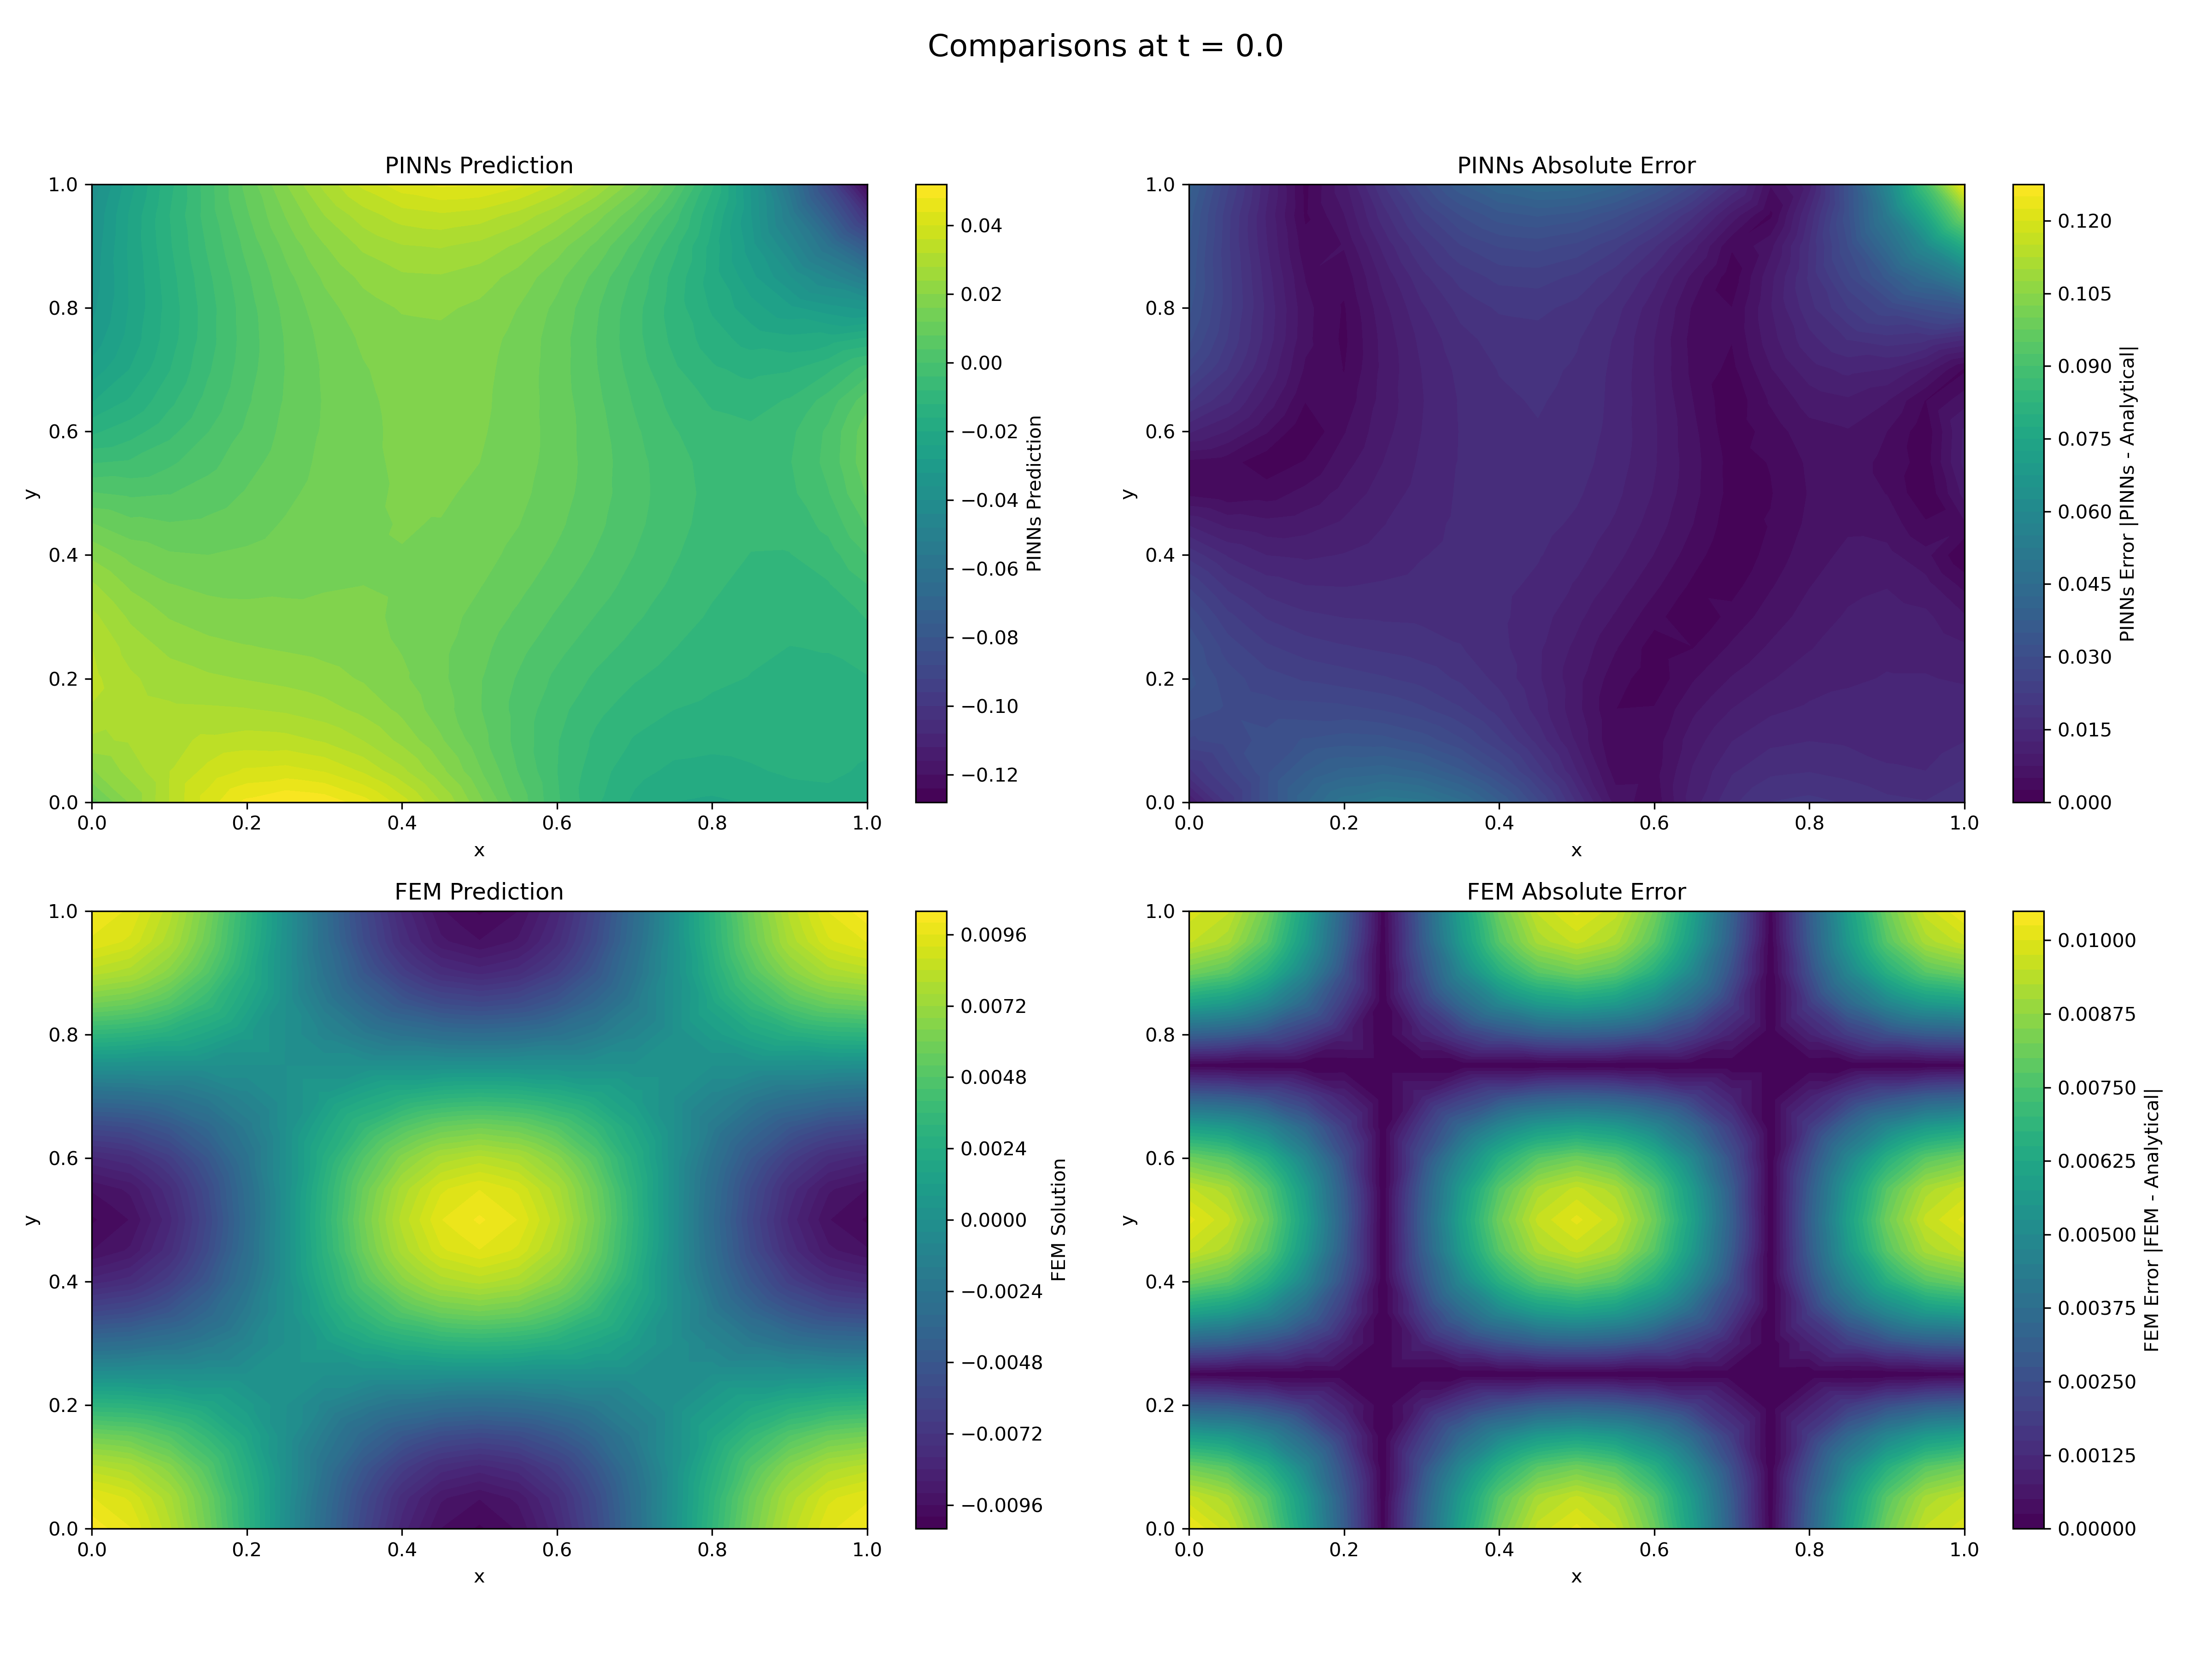 Comparisons at t = 0.0
PINNs Prediction
1.0
0.8
0.6
0.4
0.2
0.0
y
0.0 0.2 0.4 0.6 0.8 1.0
x
0.04
0.02
0.00
−0.02
−0.04
−0.06
−0.08
−0.10
−0.12
PINNs Prediction
PINNs Absolute Error
1.0
0.8
0.6
0.4
0.2
0.0
y
0.0 0.2 0.4 0.6 0.8 1.0
x
0.120
0.105
0.090
0.075
0.060
0.045
0.030
0.015
0.000
PINNs Error |PINNs - Analytical|
FEM Prediction
1.0
0.8
0.6
0.4
0.2
0.0
y
0.0 0.2 0.4 0.6 0.8 1.0
x
0.0096
0.0072
0.0048
0.0024
0.0000
−0.0024
−0.0048
−0.0072
−0.0096
FEM Solution
FEM Absolute Error
1.0
0.8
0.6
0.4
0.2
0.0
y
0.0 0.2 0.4 0.6 0.8 1.0
x
0.01000
0.00875
0.00750
0.00625
0.00500
0.00375
0.00250
0.00125
0.00000
FEM Error |FEM - Analytical|